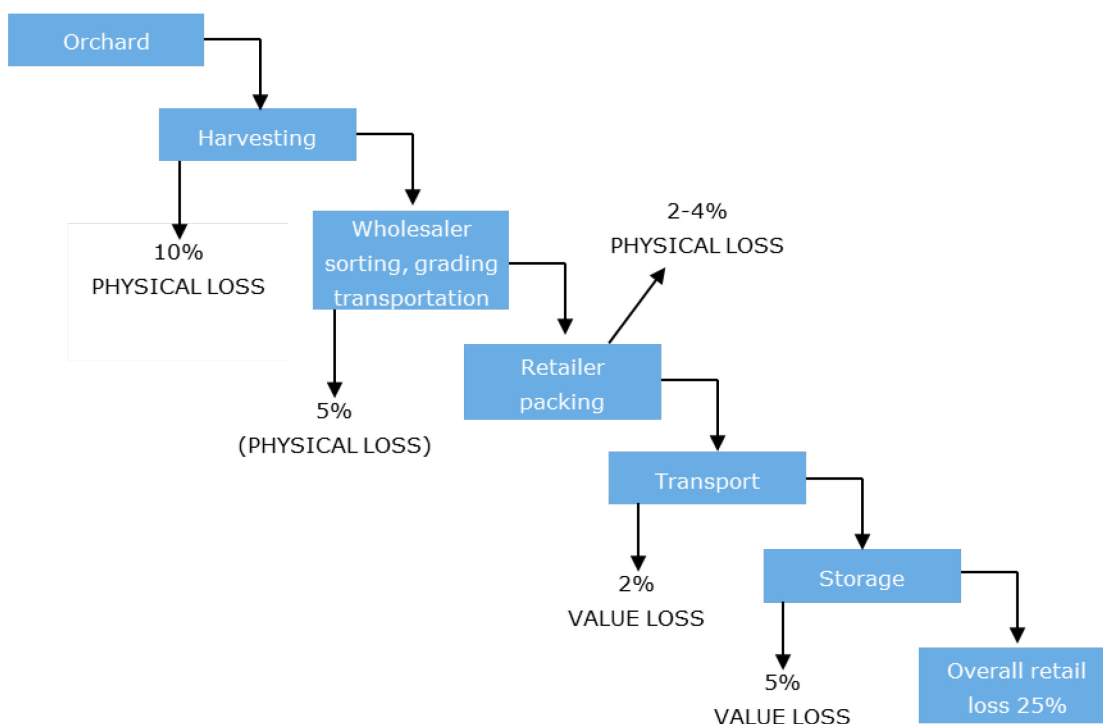 Orchard
Harvesting
10%
PHYSICAL LOSS
Wholesaler
sorting, grading
transportation
5%
(PHYSICAL LOSS)
2-4%
PHYSICAL LOSS
Retailer
packing
Transport
2%
VALUE LOSS
Storage
5%
VALUE LOSS
Overall retail
loss 25%